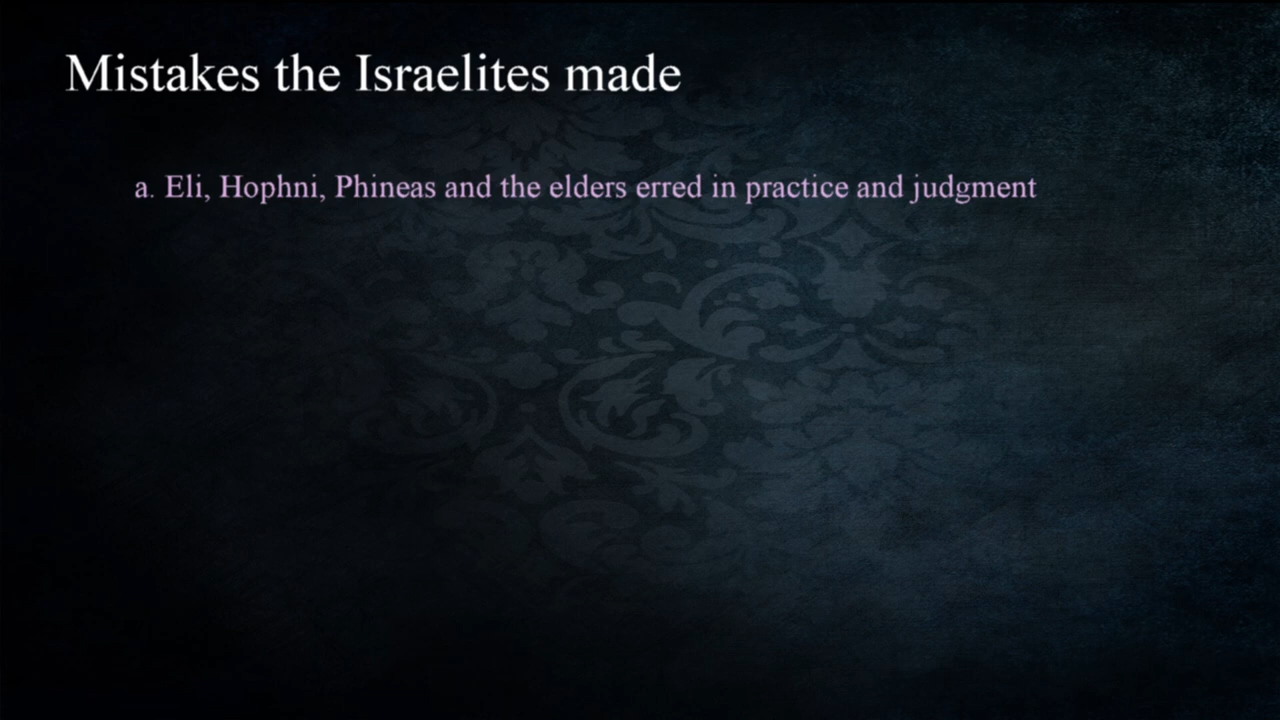 Mistakes the Israelites made
a. Eli, Hophni, Phineas and the elders erred in practice and judgment